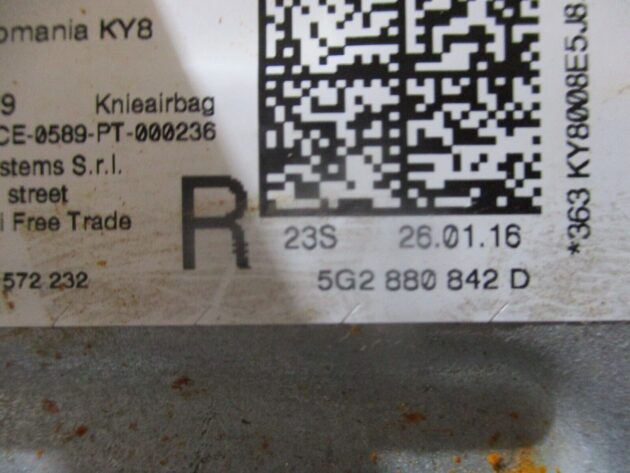 omania KY8
9 Knieairbag
CE-0589-PT-000236
stems S.r.l.
street
i Free Trade
R
23S 26.01.16
572 232
5G2 880 842 D
*363 KY8008E5J8